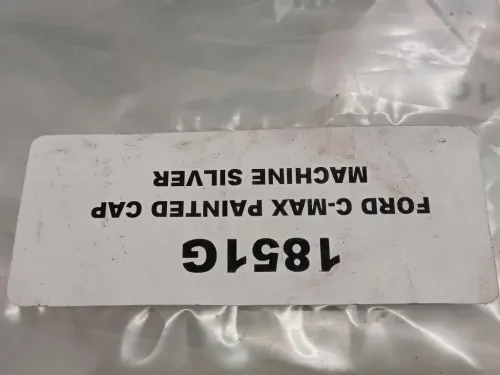 1851G
FORD C-MAX PAINTED CAP
MACHINE SILVER